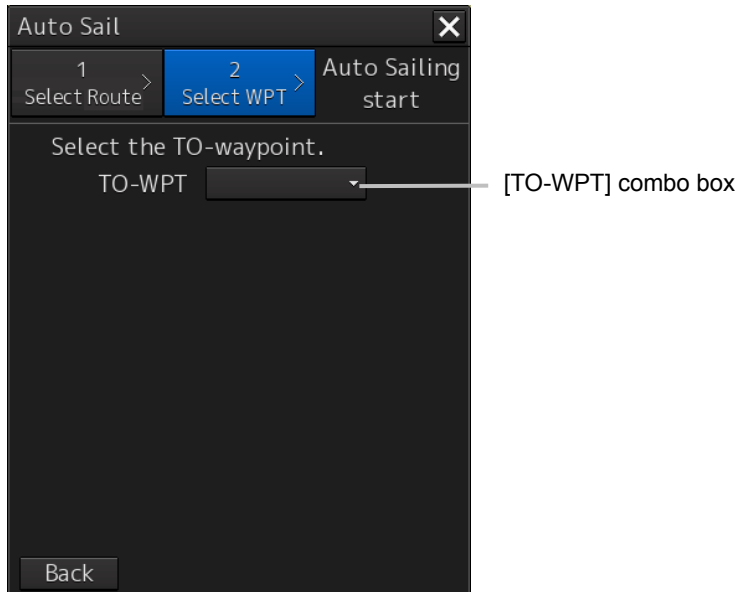 Auto Sail
1
Select Route
2
Select WPT
Auto Sailing
start
Select the TO-waypoint.
TO-WPT
[TO-WPT] combo box
Back